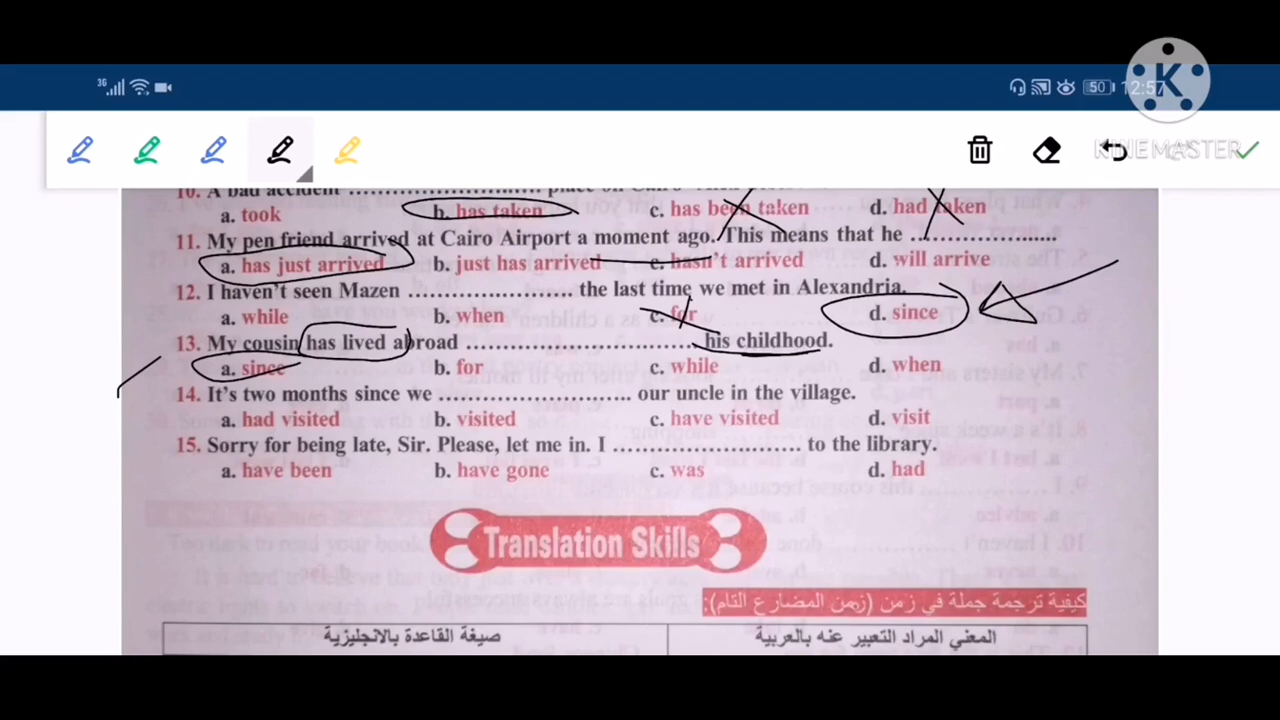 3G
50
12:57
K
KINEMASTER
10. A bad accident ............................ place on Cairo
a. took b. has taken c. has been taken d. had taken
11. My pen friend arrived at Cairo Airport a moment ago. This means that he ........................
a. has just arrived b. just has arrived c. hasn't arrived d. will arrive
12. I haven't seen Mazen ........................ the last time we met in Alexandria.
a. while b. when c. for d. since
13. My cousin has lived abroad ................................ his childhood.
a. since b. for c. while d. when
14. It's two months since we ............................ our uncle in the village.
a. had visited b. visited c. have visited d. visit
15. Sorry for being late, Sir. Please, let me in. I ........................ to the library.
a. have been b. have gone c. was d. had
Translation Skills
كيفية ترجمة جملة في زمن (زمن المضارع التام):
المعني المراد التعبير عنه بالعربية
صيغة القاعدة بالانجليزية